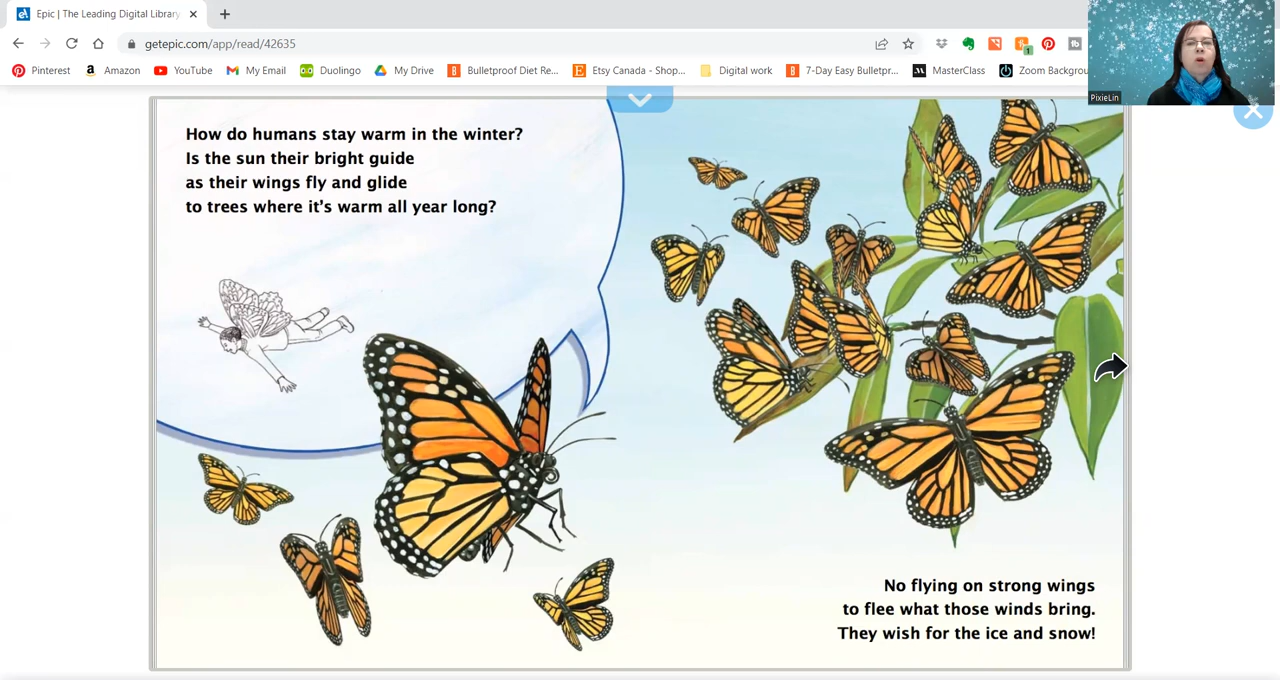 Epic | The Leading Digital Library
getepic.com/app/read/42635
1
Pinterest
Amazon
YouTube
My Email
Duolingo
My Drive
Bulletproof Diet Re...
Etsy Canada - Shop...
Digital work
7-Day Easy Bulletpr...
MasterClass
Zoom Backgrou
PixieLin
How do humans stay warm in the winter?
Is the sun their bright guide
as their wings fly and glide
to trees where it's warm all year long?
No flying on strong wings
to flee what those winds bring.
They wish for the ice and snow!